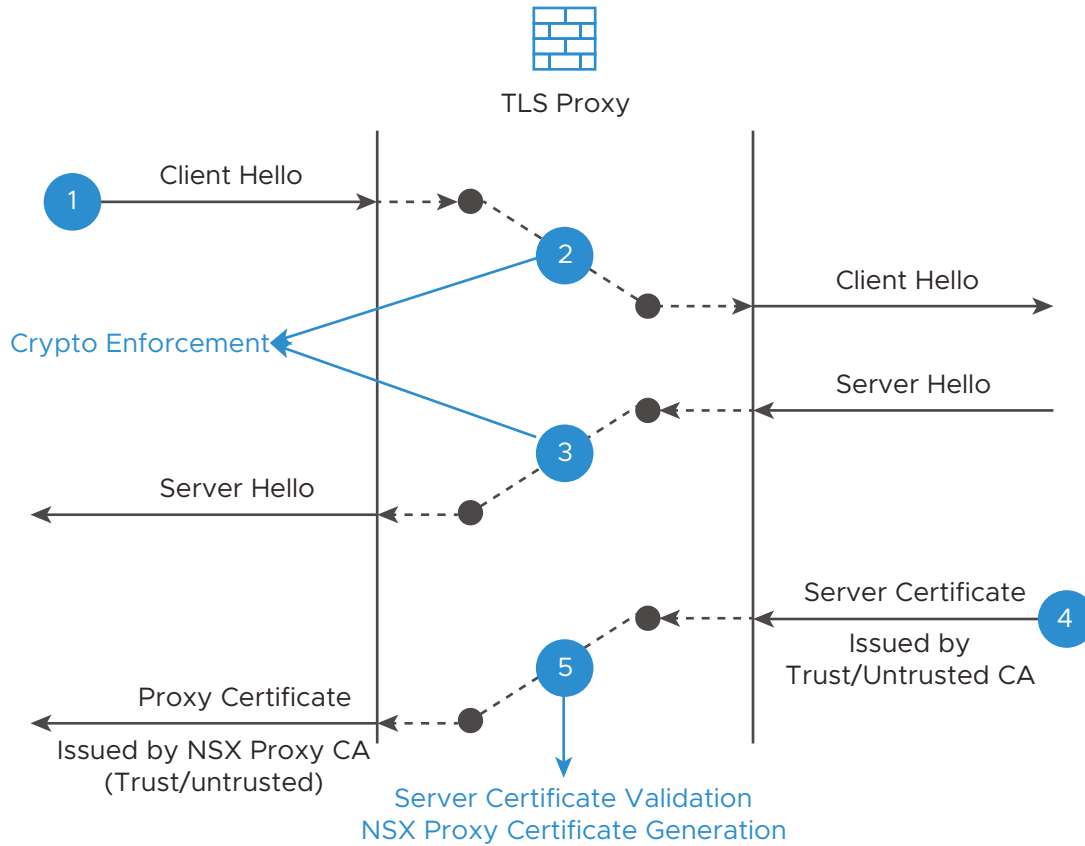 TLS Proxy
Client Hello
1
2
Client Hello
Crypto Enforcement
Server Hello
3
Server Hello
Server Certificate
4
Issued by
Trust/Untrusted CA
5
Proxy Certificate
Issued by NSX Proxy CA
(Trust/untrusted)
Server Certificate Validation
NSX Proxy Certificate Generation